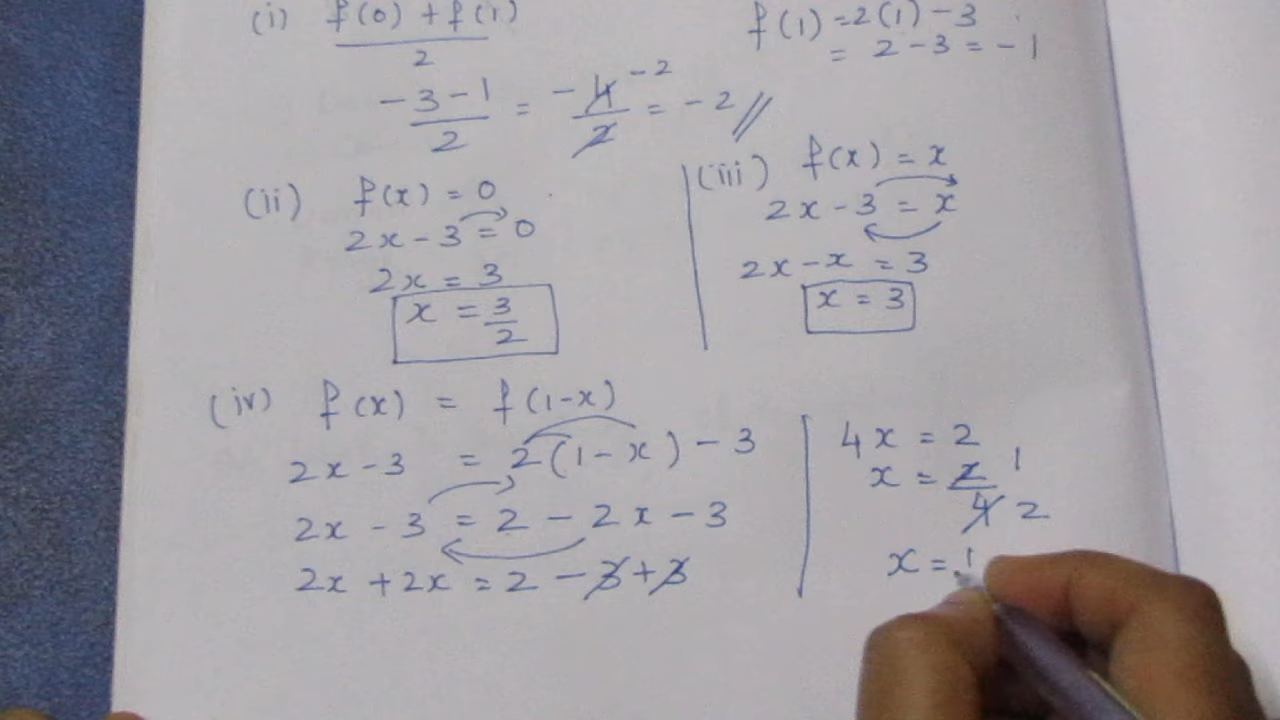 (i) f(0) + f(1) / 2
f(1) = 2(1) - 3
= 2 - 3 = - 1
-3-1 / 2 = -4 / 2 -2 = -2 //
(ii) f(x) = 0
2x - 3 = 0
2x = 3
x = 3/2
(iii) f(x) = x
2x - 3 = x
2x - x = 3
x = 3
(iv) f(x) = f(1-x)
2x - 3 = 2(1 - x) - 3
2x - 3 = 2 - 2x - 3
2x + 2x = 2 - 3 + 3
4x = 2
x = 2/4 1 2
x = 1